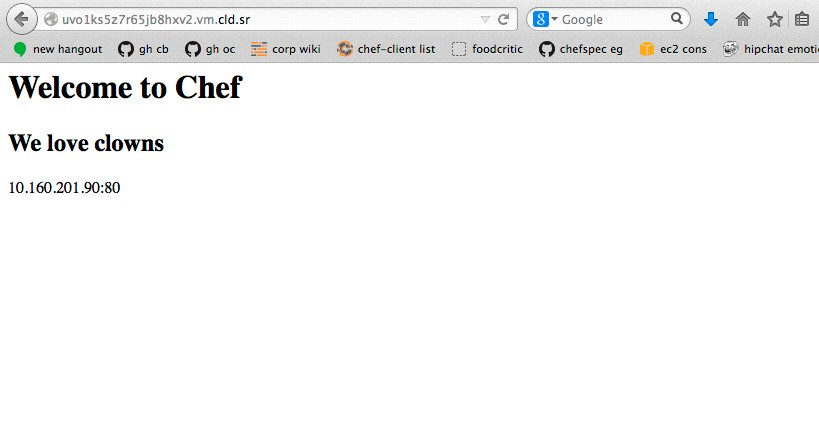 uvo1ks5z7r65jb8hxv2.vm.cld.sr
Google
new hangout gh cb gh oc corp wiki chef-client list foodcritic chefspec eg ec2 cons hipchat emotic
Welcome to Chef
We love clowns
10.160.201.90:80